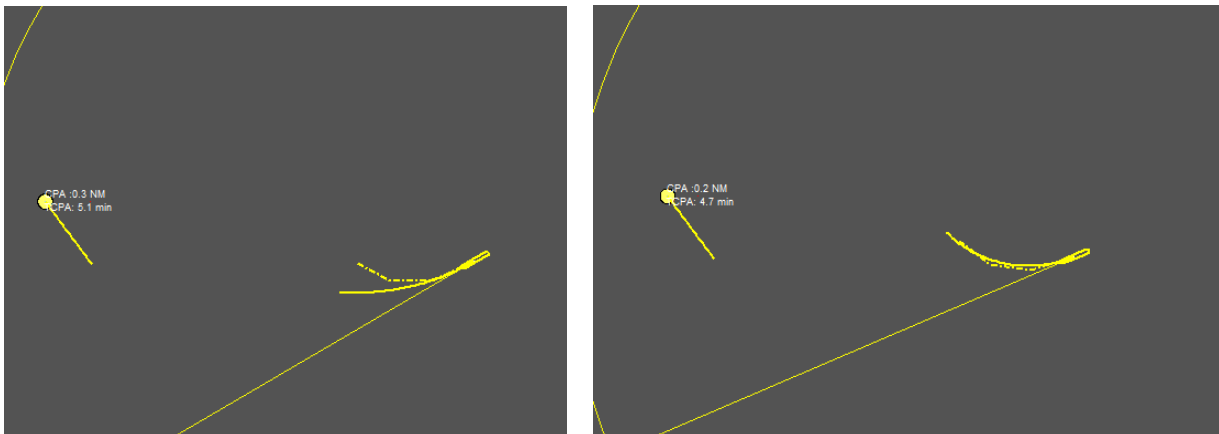 CPA :0.3 NM
TCPA: 5.1 min
CPA :0.2 NM
TCPA: 4.7 min